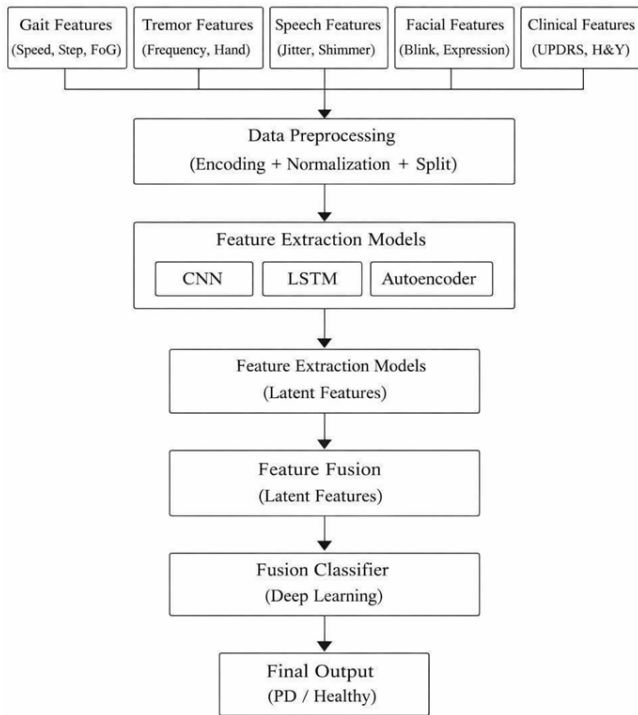 Gait Features
(Speed, Step, FoG)
Tremor Features
(Frequency, Hand)
Speech Features
(Jitter, Shimmer)
Facial Features
(Blink, Expression)
Clinical Features
(UPDRS, H&Y)
Data Preprocessing
(Encoding + Normalization + Split)
Feature Extraction Models
CNN
LSTM
Autoencoder
Feature Extraction Models
(Latent Features)
Feature Fusion
(Latent Features)
Fusion Classifier
(Deep Learning)
Final Output
(PD / Healthy)